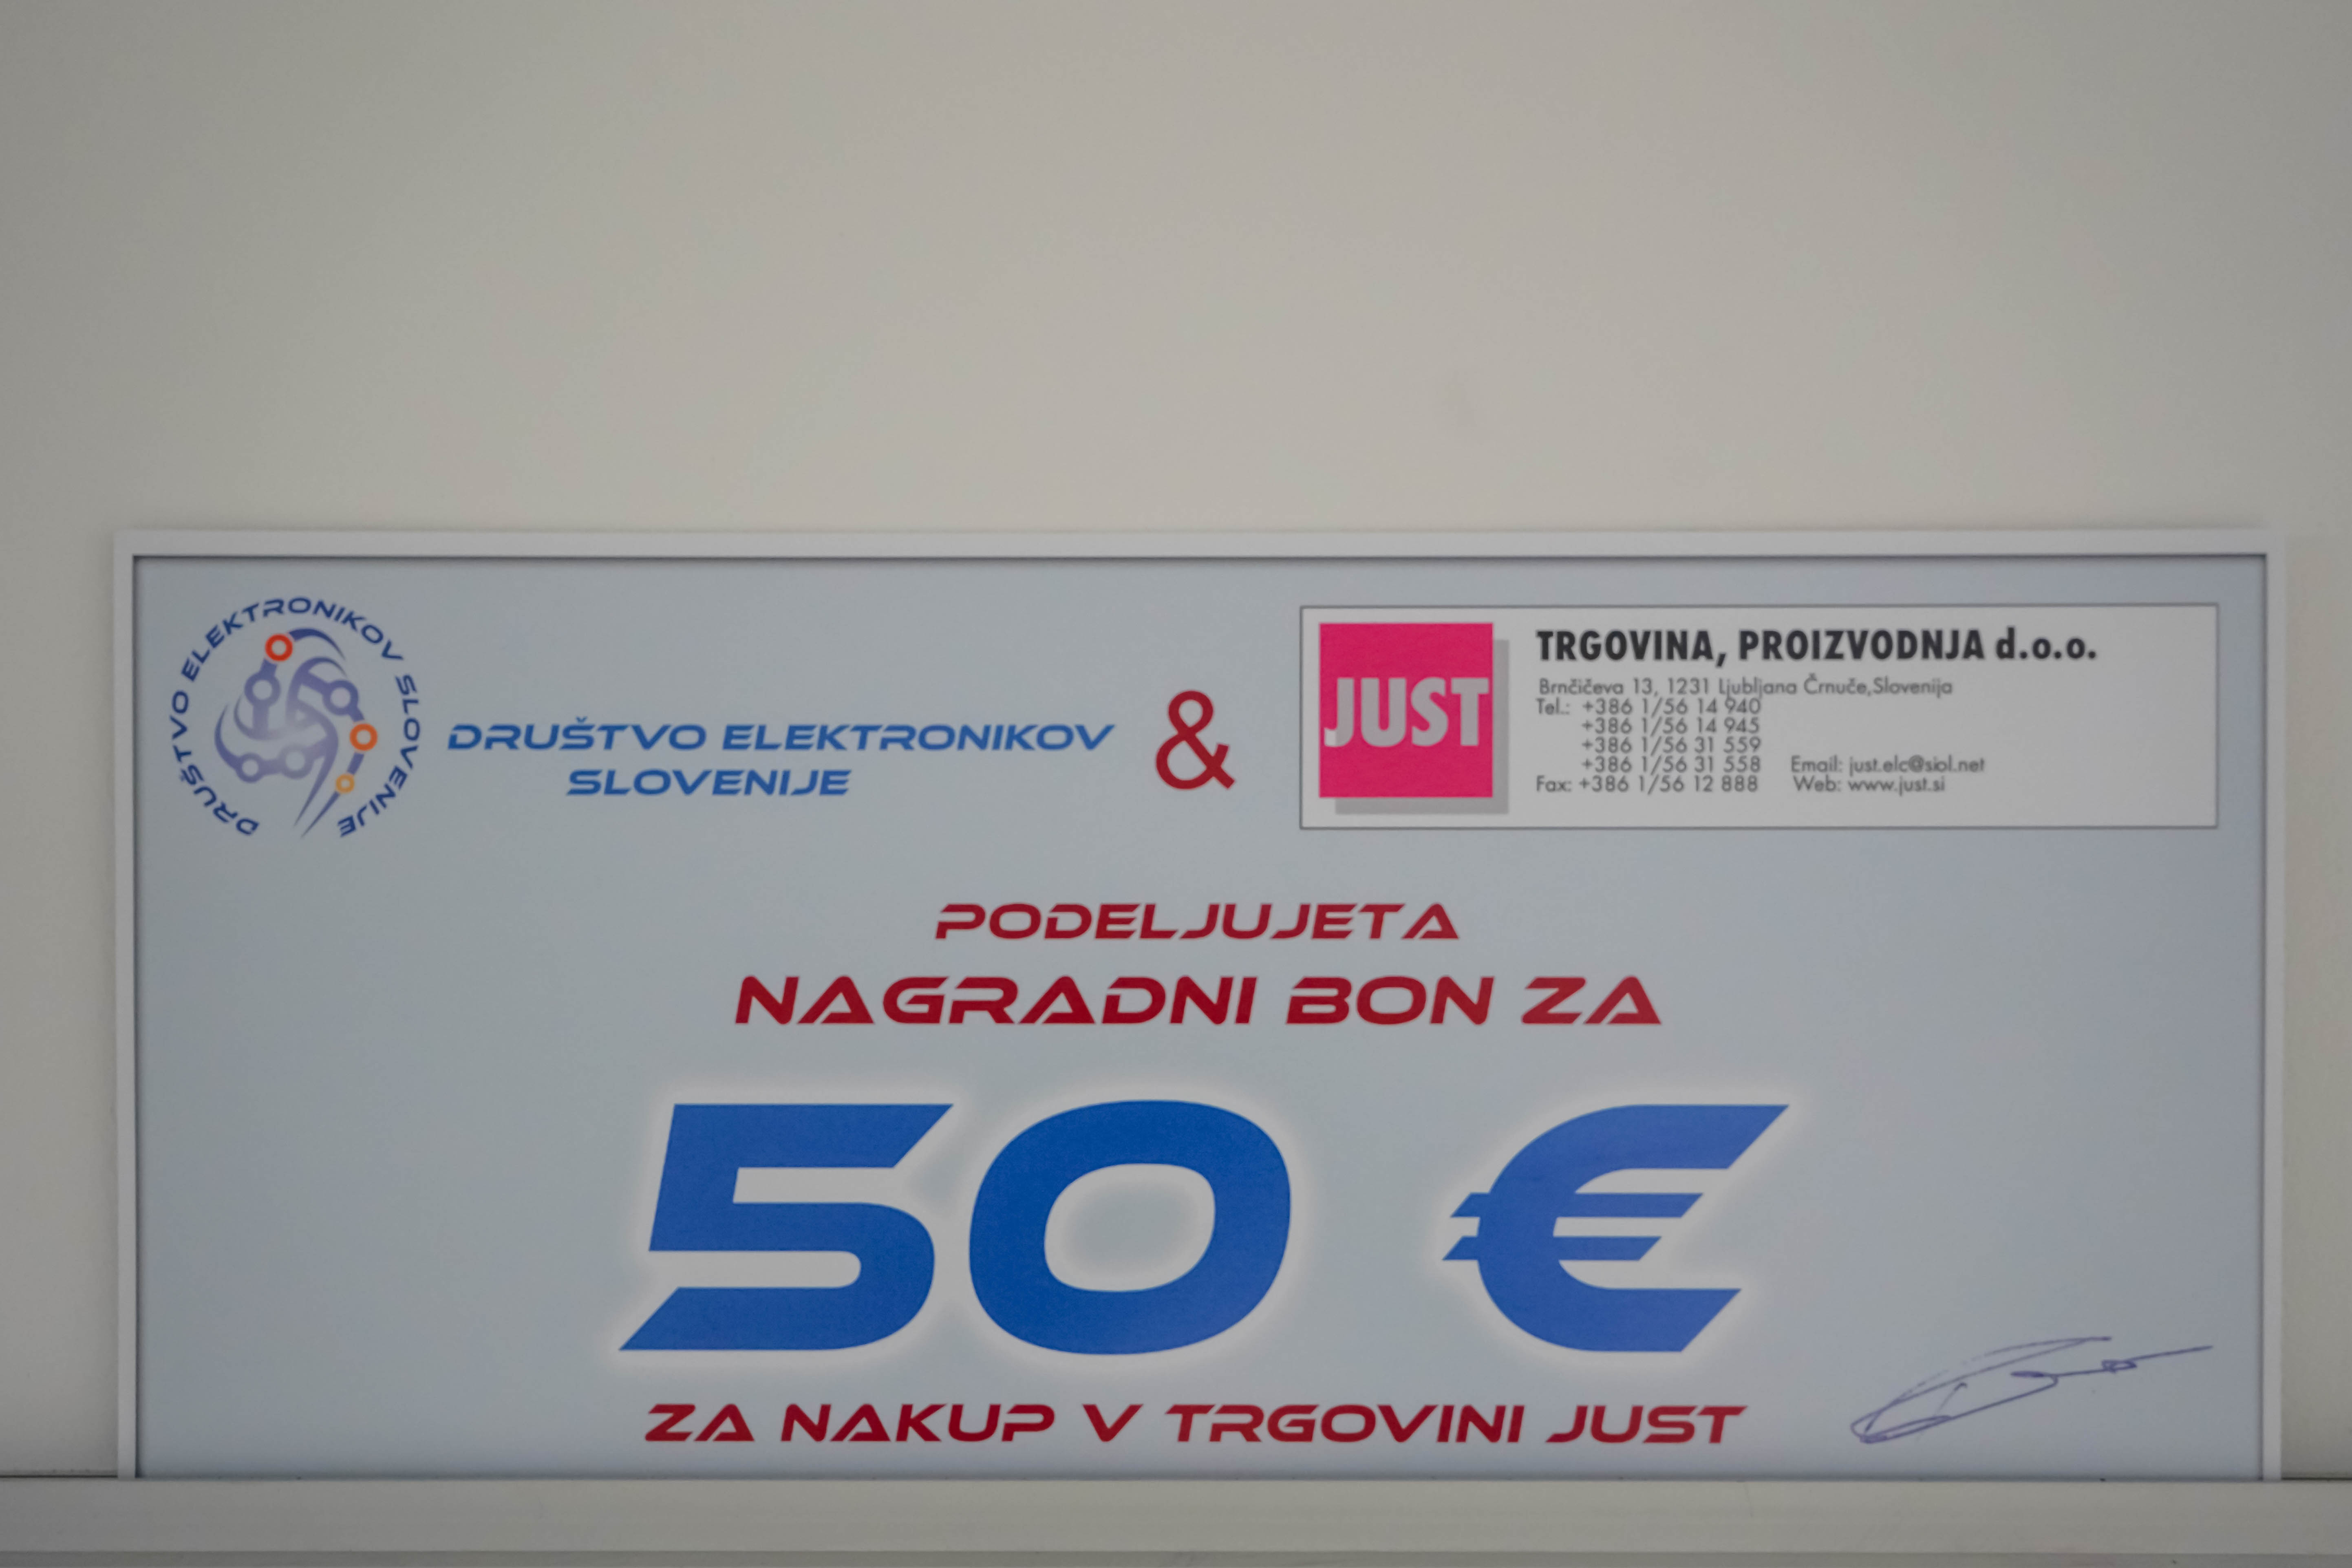 DRUŠTVO ELEKTRONIKOV SLOVENIJE
DRUŠTVO ELEKTRONIKOV
SLOVENIJE
&
JUST
TRGOVINA, PROIZVODNJA d.o.o.
Brnčičeva 13, 1231 Ljubljana Črnuče,Slovenija
Tel.: +386 1/56 14 940
+386 1/56 14 945
+386 1/56 31 559
+386 1/56 31 558 Email: just.elc@siol.net
Fax: +386 1/56 12 888 Web: www.just.si
PODELJUJETA
NAGRADNI BON ZA
50 €
ZA NAKUP V TRGOVINI JUST